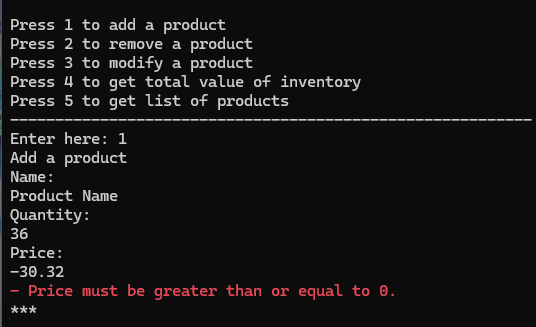 Press 1 to add a product
Press 2 to remove a product
Press 3 to modify a product
Press 4 to get total value of inventory
Press 5 to get list of products
----------------------------------------------------------
Enter here: 1
Add a product
Name:
Product Name
Quantity:
36
Price:
-30.32
- Price must be greater than or equal to 0.
***